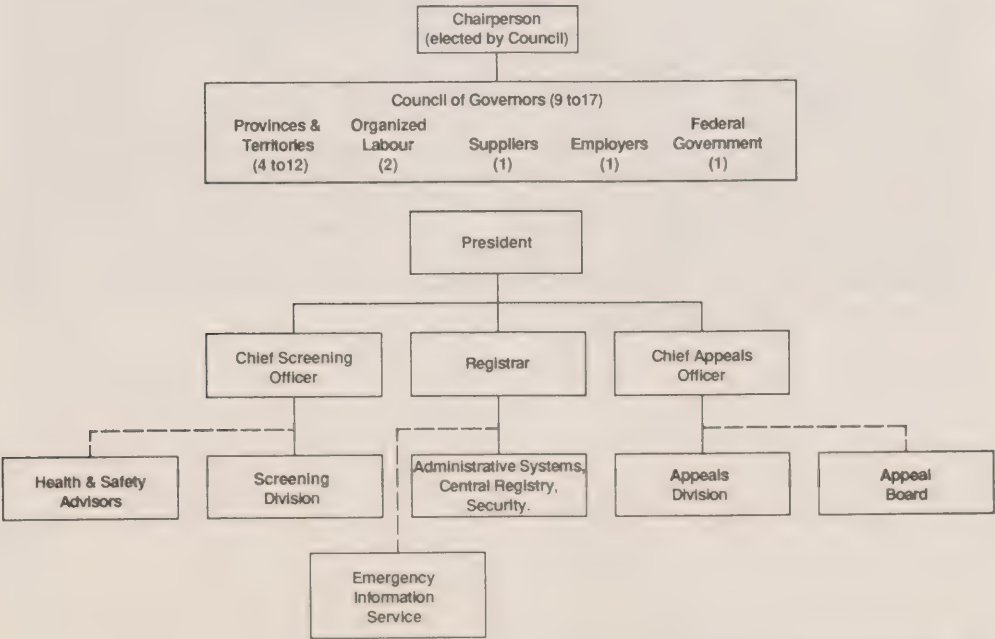 Chairperson
(elected by Council)
Council of Governors (9 to17)
Provinces &
Territories
(4 to12)
Organized
Labour
(2)
Suppliers
(1)
Employers
(1)
Federal
Government
(1)
President
Chief Screening
Officer
Registrar
Chief Appeals
Officer
Health & Safety
Advisors
Screening
Division
Administrative Systems,
Central Registry,
Security.
Appeals
Division
Appeal
Board
Emergency
Information
Service